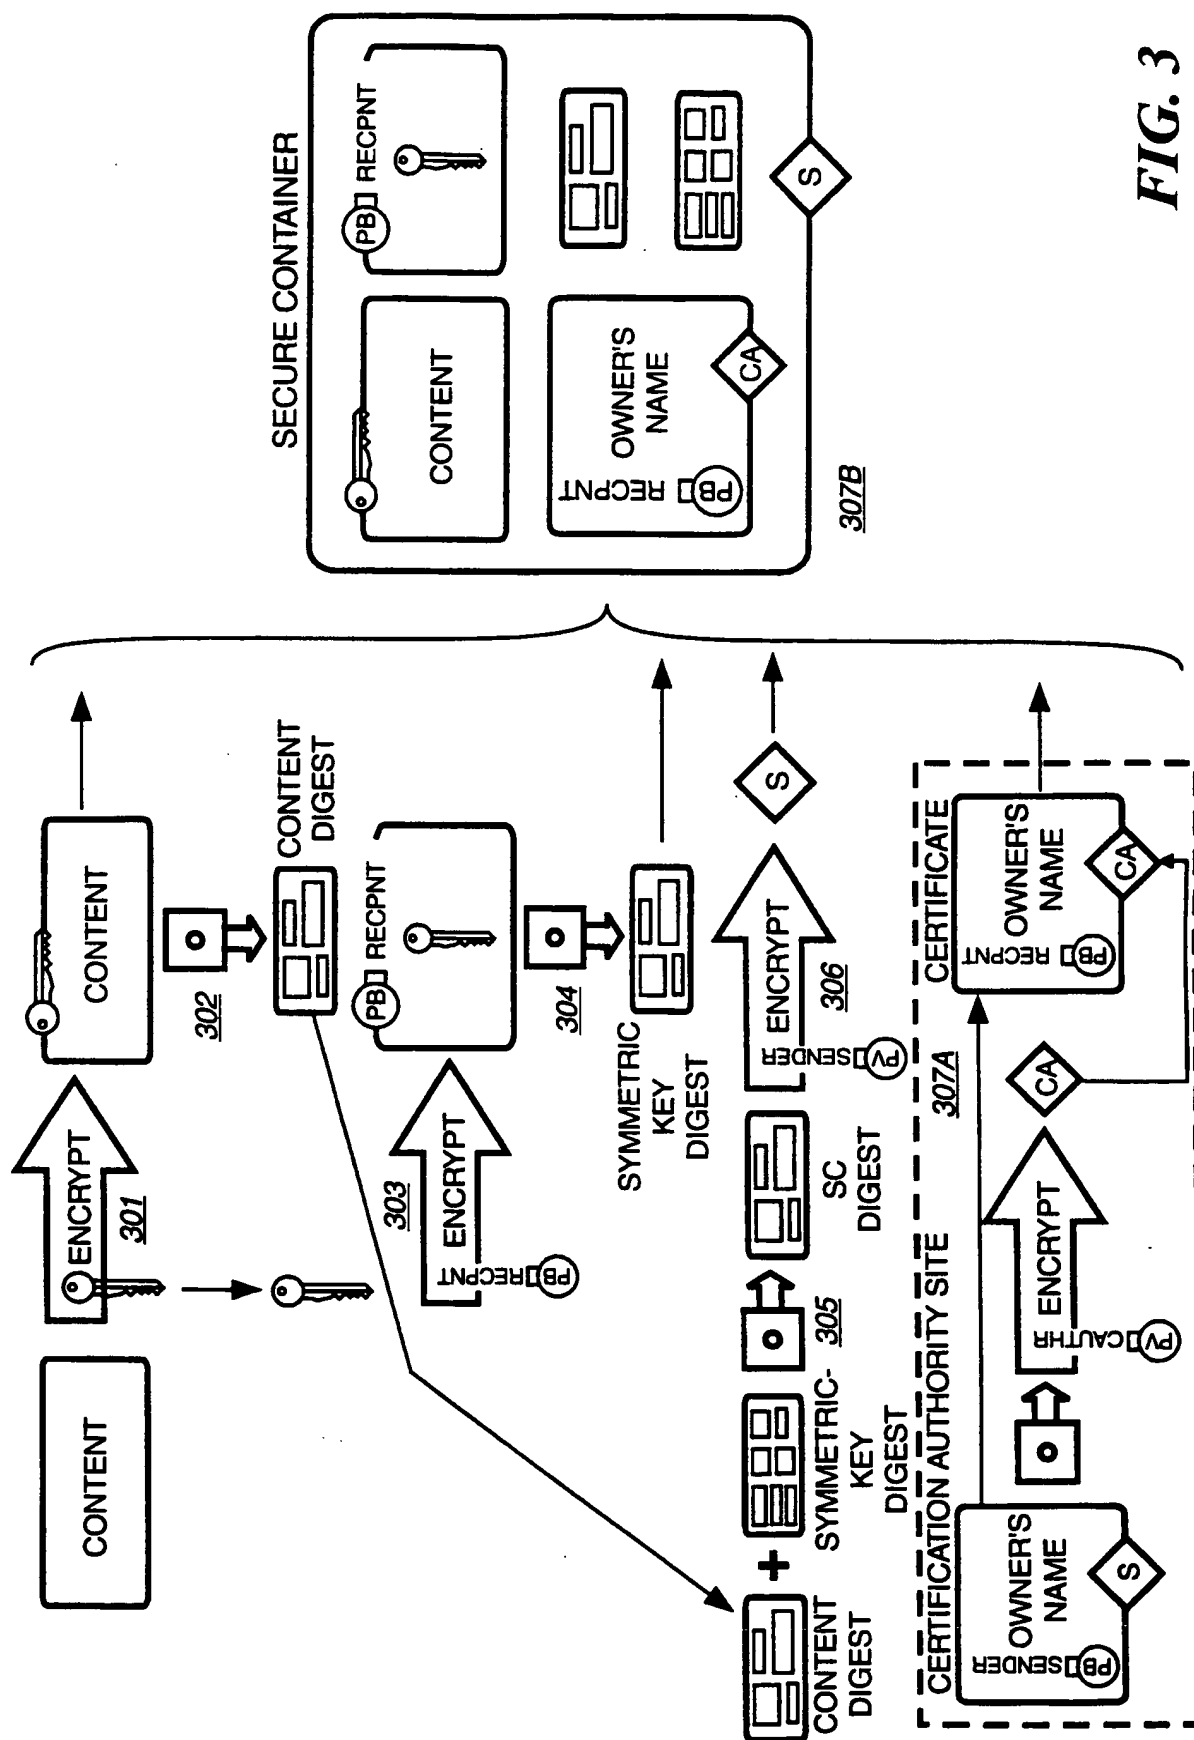 CONTENT
ENCRYPT
301
CONTENT
302
CONTENT
DIGEST
RECPNT
PB
ENCRYPT
303
PB
RECPNT
304
SYMMETRIC
KEY
DIGEST
CONTENT
DIGEST
+
SYMMETRIC-
KEY
DIGEST
305
SC
DIGEST
SENDER
PV
ENCRYPT
306
S
CERTIFICATION AUTHORITY SITE
307A
CERTIFICATE
SENDER
PB
OWNER'S
NAME
S
CAUTHR
PV
ENCRYPT
CA
RECPNT
PB
OWNER'S
NAME
CA
SECURE CONTAINER
CONTENT
PB
RECPNT
RECPNT
PB
OWNER'S
NAME
CA
S
307B
FIG. 3